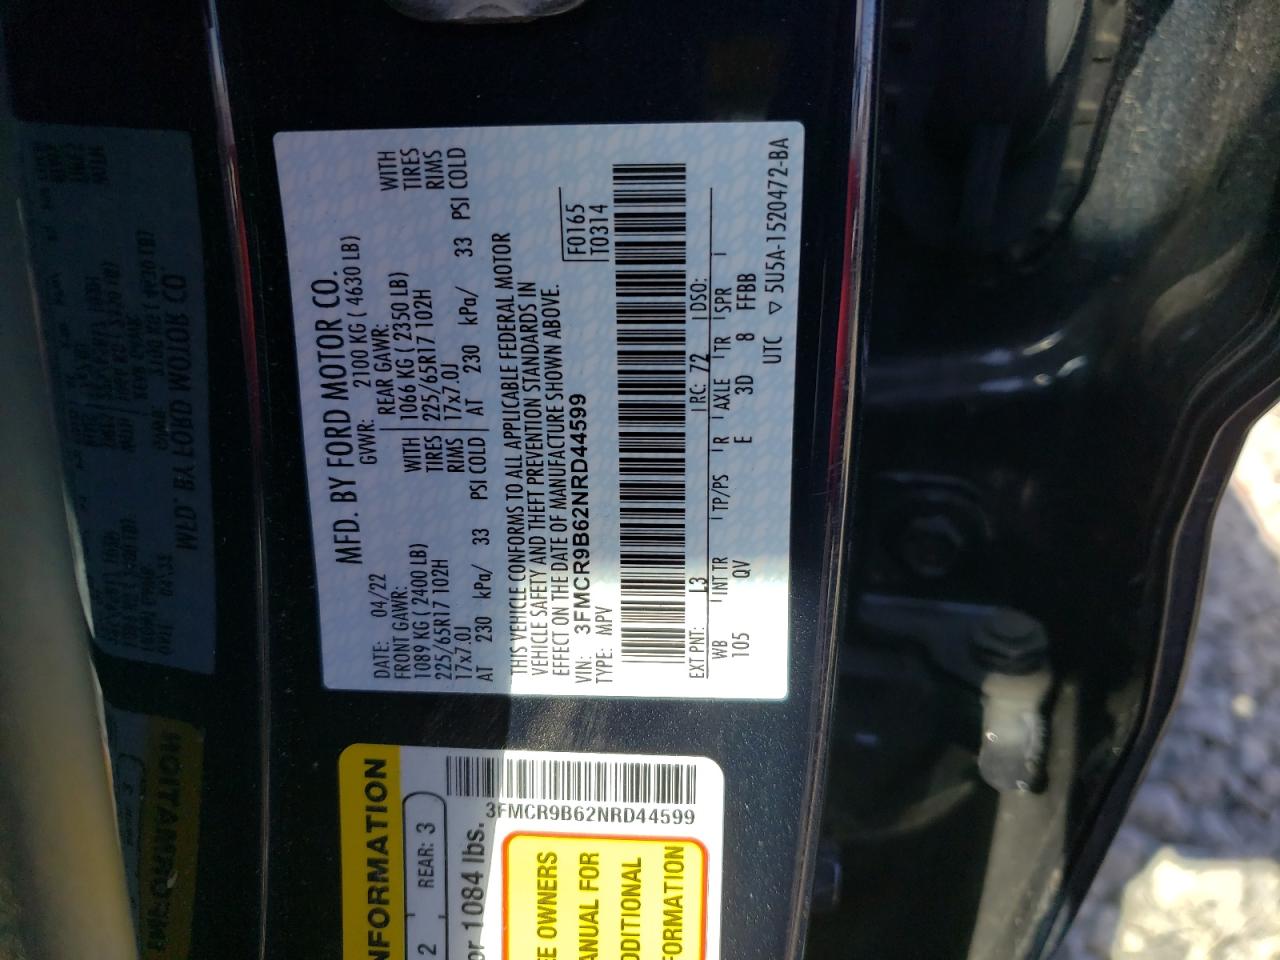 MFD. BY FORD MOTOR CO.
DATE: 04/22 GVWR: 2100 KG ( 4630 LB)
FRONT GAWR: REAR GAWR:
1089 KG ( 2400 LB) WITH 1066 KG ( 2350 LB) WITH
225/65R17 102H TIRES 225/65R17 102H TIRES
17x7.0J RIMS 17x7.0J RIMS
AT 230 kPa/ 33 PSI COLD AT 230 kPa/ 33 PSI COLD
THIS VEHICLE CONFORMS TO ALL APPLICABLE FEDERAL MOTOR
VEHICLE SAFETY AND THEFT PREVENTION STANDARDS IN
EFFECT ON THE DATE OF MANUFACTURE SHOWN ABOVE.
VIN: 3FMCR9B62NRD44599 F0165
TYPE: MPV T0314
EXT PNT: L3 RC: 72 DSO:
WB INT TR TP/PS R AXLE TR SPR
105 QV E 3D 8 FFBB
UTC ▽ 5U5A-1520472-BA
INFORMATION
2 REAR: 3
or 1084 lbs.
3FMCR9B62NRD44599
EE OWNERS
ANUAL FOR
DDITIONAL
FORMATION